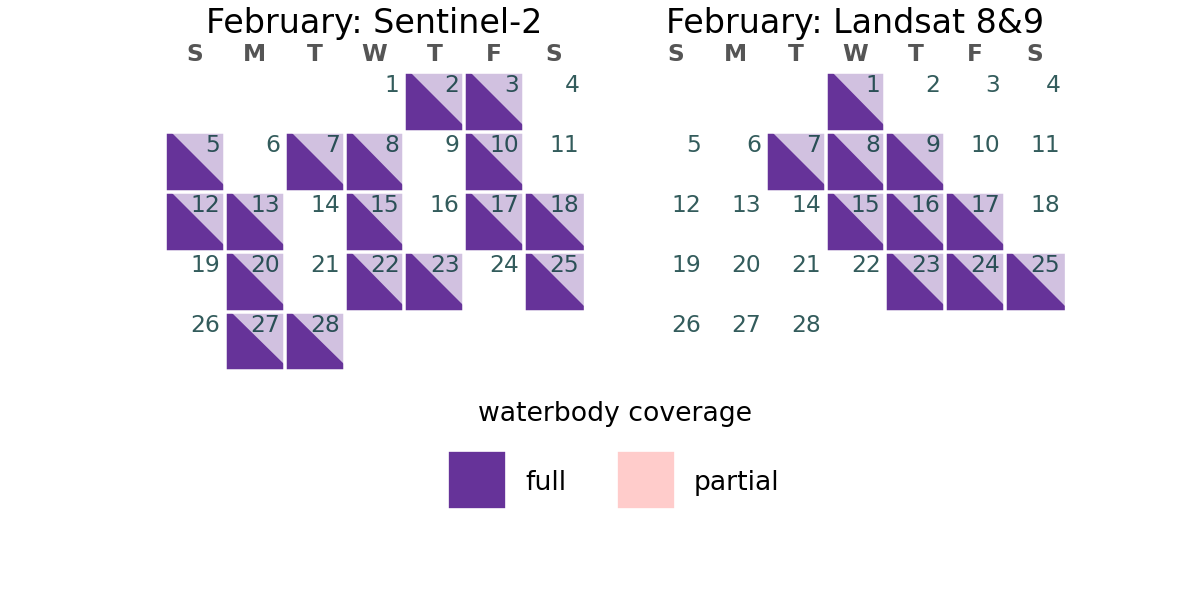 February: Sentinel-2
S M T W T F S
1 2 3 4
5 6 7 8 9 10 11
12 13 14 15 16 17 18
19 20 21 22 23 24 25
26 27 28
February: Landsat 8&9
S M T W T F S
1 2 3 4
5 6 7 8 9 10 11
12 13 14 15 16 17 18
19 20 21 22 23 24 25
26 27 28
waterbody coverage
full partial